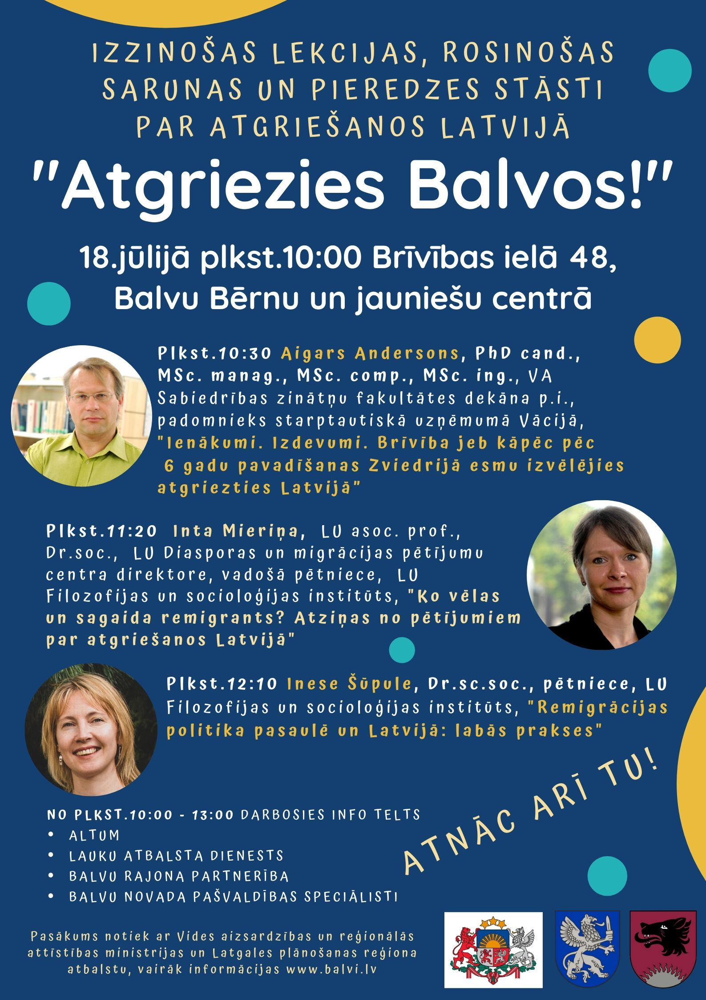 IZZINOŠAS LEKCIJAS, ROSINOŠAS
SARUNAS UN PIEREDZES STĀSTI
PAR ATGRIEŠANOS LATVIJĀ
"Atgriezies Balvos!"
18.jūlijā plkst.10:00 Brīvības ielā 48,
Balvu Bērnu un jauniešu centrā
Plkst.10:30 Aigars Andersons, PhD cand.,
MSc. manag., MSc. comp., MSc. ing., VA
Sabiedrības zinātņu fakultātes dekāna p.i.,
padomnieks starptautiskā uzņēmumā Vācijā,
"Ienākumi. Izdevumi. Brīvība jeb kāpēc pēc
6 gadu pavadīšanas Zviedrijā esmu izvēlējies
atgriezties Latvijā"
Plkst.11:20 Inta Mieriņa, LU asoc. prof.,
Dr.soc., LU Diasporas un migrācijas pētījumu
centra direktore, vadošā pētniece, LU
Filozofijas un socioloģijas institūts, "Ko vēlas
un sagaida remigrants? Atziņas no pētījumiem
par atgriešanos Latvijā"
Plkst.12:10 Inese Šūpule, Dr.sc.soc., pētniece, LU
Filozofijas un socioloģijas institūts, "Remigrācijas
politika pasaulē un Latvijā: labās prakses"
ATNĀC ARĪ TU!
NO PLKST.10:00 - 13:00 DARBOSIES INFO TELTS
• ALTUM
• LAUKU ATBALSTA DIENESTS
• BALVU RAJONA PARTNERĪBA
• BALVU NOVADA PAŠVALDĪBAS SPECIĀLISTI
Pasākums notiek ar Vides aizsardzības un reģionālās
attīstības ministrijas un Latgales plānošanas reģiona
atbalstu, vairāk informācijas www.balvi.lv